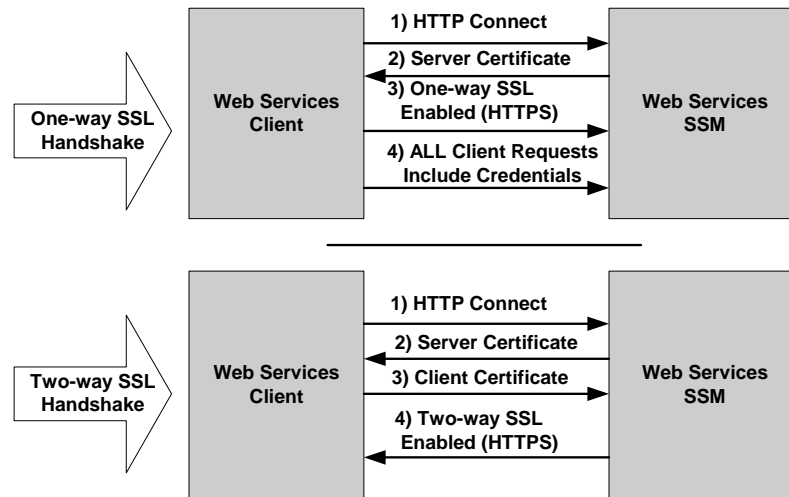 One-way SSL
Handshake
Web Services
Client
1) HTTP Connect
2) Server Certificate
3) One-way SSL
Enabled (HTTPS)
4) ALL Client Requests
Include Credentials
Web Services
SSM
Two-way SSL
Handshake
Web Services
Client
1) HTTP Connect
2) Server Certificate
3) Client Certificate
4) Two-way SSL
Enabled (HTTPS)
Web Services
SSM